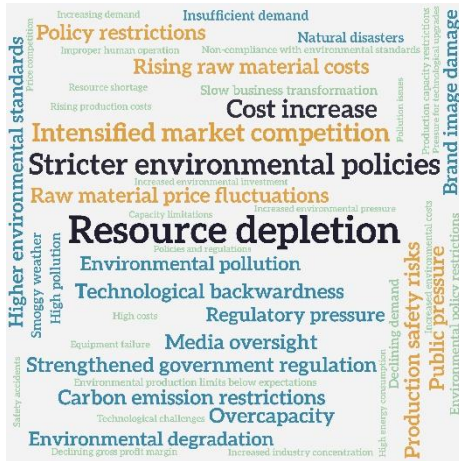 Increasing demand
Insufficient demand
Policy restrictions
Natural disasters
Improper human operation
Non-compliance with environmental standards
Rising raw material costs
Resource shortage
Slow business transformation
Rising production costs
Cost increase
Intensified market competition
Stricter environmental policies
Increased environmental investment
Raw material price fluctuations
Increased environmental pressure
Capacity limitations
Resource depletion
Policies and regulations
Environmental pollution
Technological backwardness
High costs
Regulatory pressure
Equipment failure
Media oversight
Strengthened government regulation
Environmental production limits below expectations
Carbon emission restrictions
Technological challenges
Overcapacity
Environmental degradation
Declining gross profit margin
Increased industry concentration
Higher environmental standards
Price competition
Smoggy weather
High pollution
Safety accidents
Pollution issues
Production capacity restrictions
Pressure for technological upgrades
Brand image damage
High energy consumption
Declining demand
Production safety risks
Increased environmental costs
Public pressure
Environmental policy restrictions